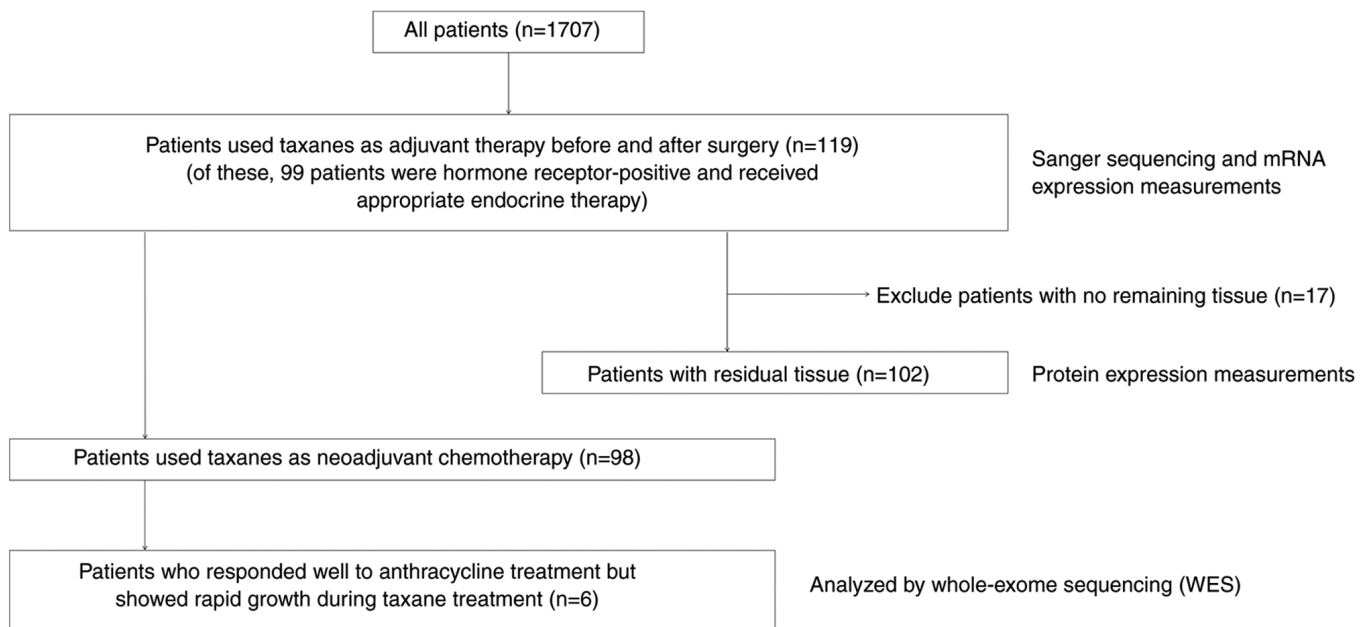 All patients (n=1707)
Patients used taxanes as adjuvant therapy before and after surgery (n=119)
(of these, 99 patients were hormone receptor-positive and received
appropriate endocrine therapy)
Sanger sequencing and mRNA
expression measurements
Exclude patients with no remaining tissue (n=17)
Patients with residual tissue (n=102)
Protein expression measurements
Patients used taxanes as neoadjuvant chemotherapy (n=98)
Patients who responded well to anthracycline treatment but
showed rapid growth during taxane treatment (n=6)
Analyzed by whole-exome sequencing (WES)